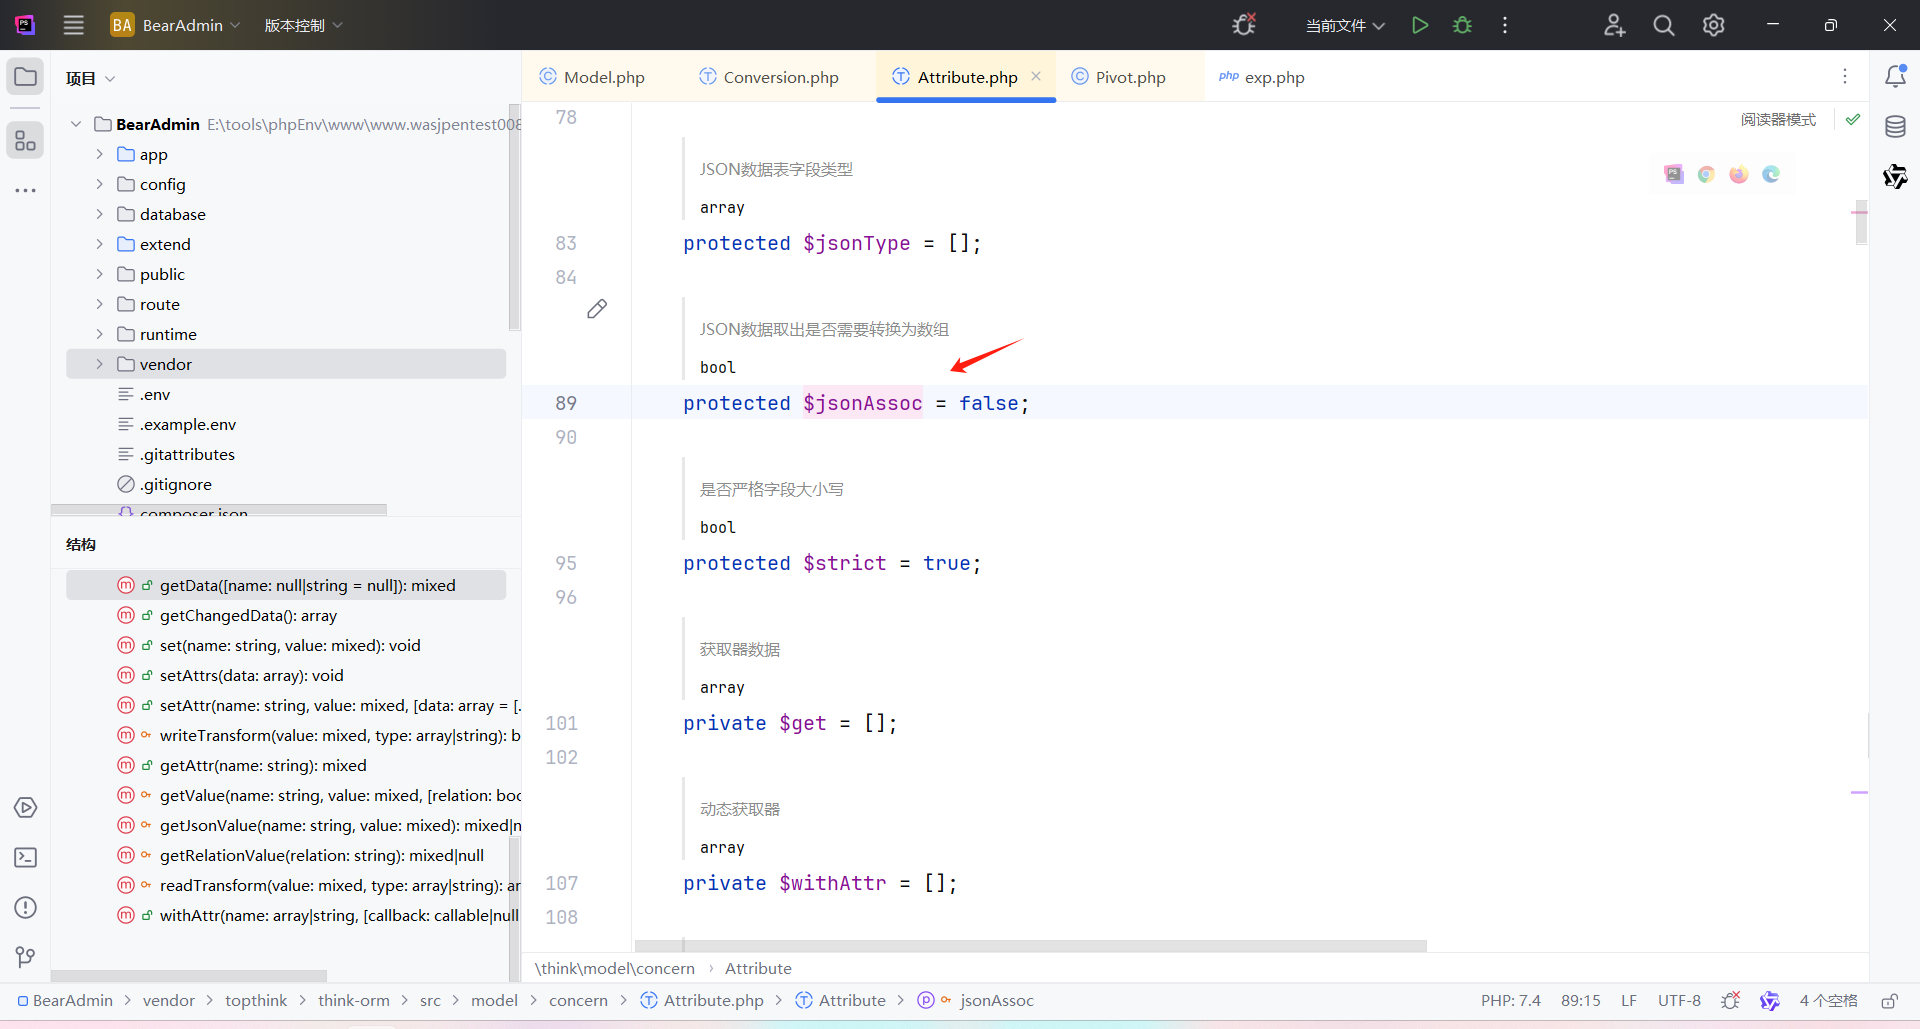 BA BearAdmin 版本控制 当前文件
项目
BearAdmin E:\tools\phpEnv\www\www.wasjpentest008
app
config
database
extend
public
route
runtime
vendor
.env
.example.env
.gitattributes
.gitignore
composer.json
结构
getData([name: null|string = null]): mixed
getChangedData(): array
set(name: string, value: mixed): void
setAttrs(data: array): void
setAttr(name: string, value: mixed, [data: array = [.
writeTransform(value: mixed, type: array|string): b
getAttr(name: string): mixed
getValue(name: string, value: mixed, [relation: boo
getJsonValue(name: string, value: mixed): mixed|n
getRelationValue(relation: string): mixed|null
readTransform(value: mixed, type: array|string): ar
withAttr(name: array|string, [callback: callable|null
Model.php Conversion.php Attribute.php Pivot.php php exp.php
阅读器模式
78
JSON数据表字段类型
array
83 protected $jsonType = [];
84
JSON数据取出是否需要转换为数组
bool
89 protected $jsonAssoc = false;
90
是否严格字段大小写
bool
95 protected $strict = true;
96
获取器数据
array
101 private $get = [];
102
动态获取器
array
107 private $withAttr = [];
108
\think\model\concern › Attribute
BearAdmin > vendor > topthink > think-orm > src > model > concern > Attribute.php > Attribute > jsonAssoc
PHP: 7.4 89:15 LF UTF-8 4 个空格